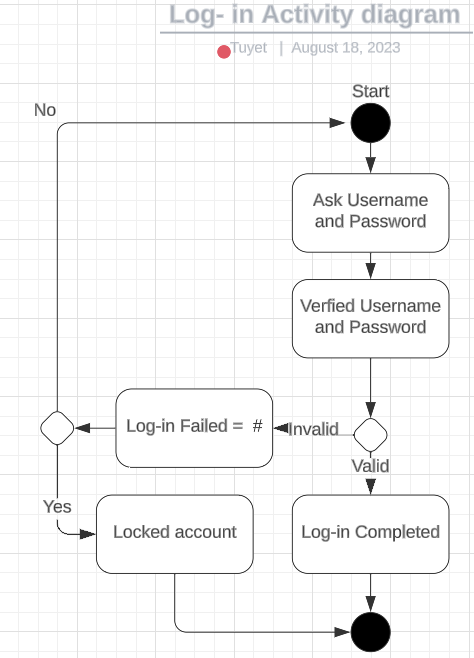 Log- in Activity diagram
Tuyet | August 18, 2023
Start
No
Ask Username
and Password
Verfied Username
and Password
Log-in Failed = #
Invalid
Valid
Yes
Locked account
Log-in Completed